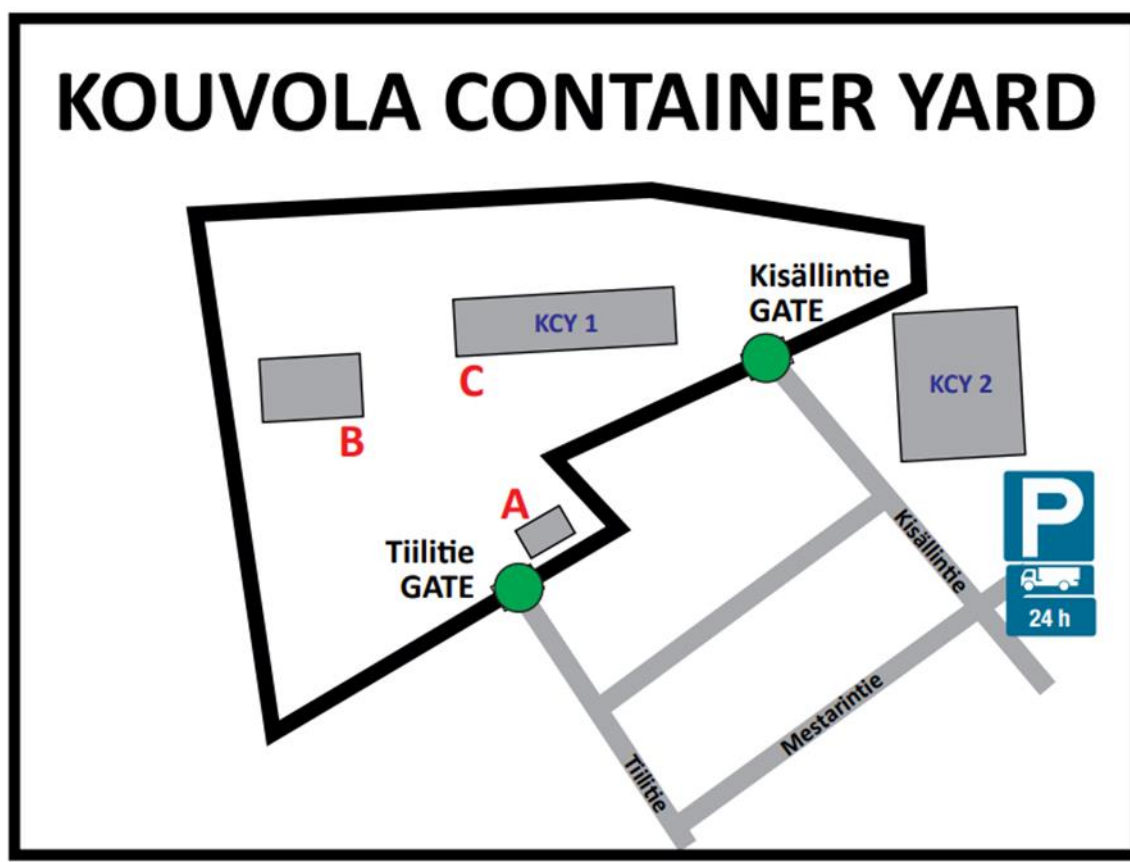 KOUVOLA CONTAINER YARD
Kisällintie
GATE
KCY 1
KCY 2
C
B
A
Tiilitie
GATE
Kisällintie
P
24 h
Mestarintie
Tiilitie